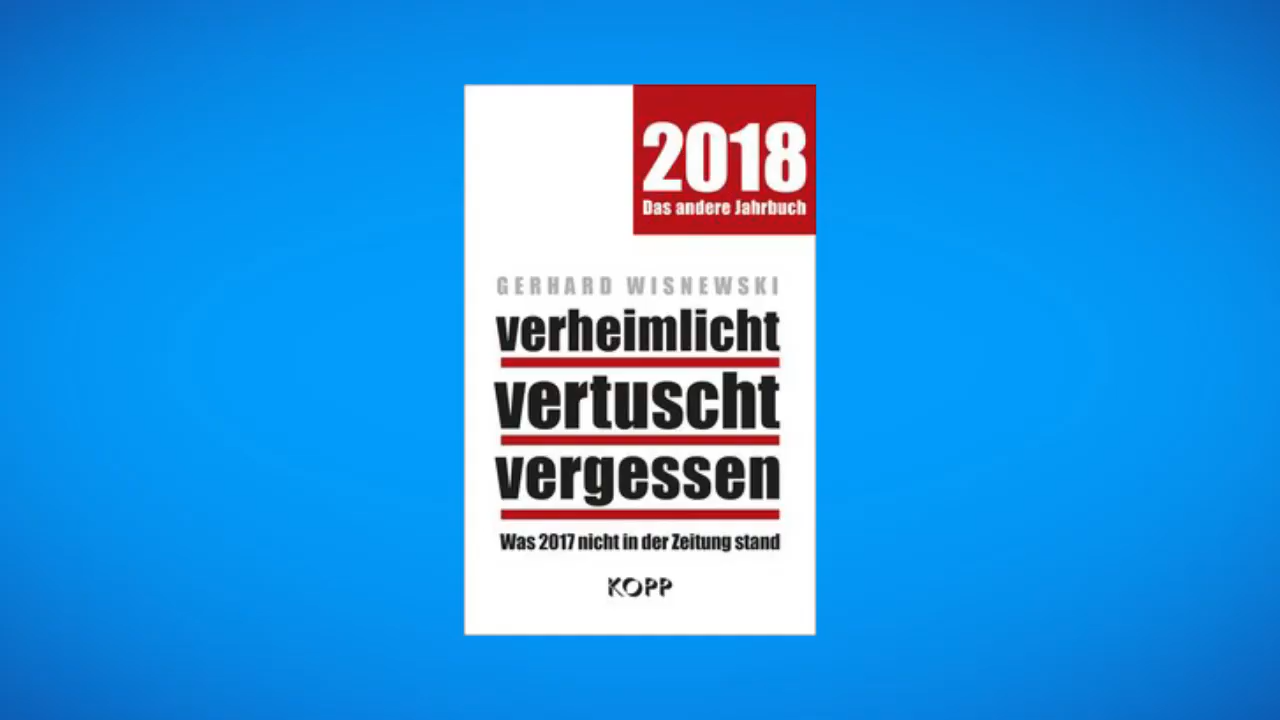 2018
Das andere Jahrbuch
GERHARD WISNEWSKI
verheimlicht
vertuscht
vergessen
Was 2017 nicht in der Zeitung stand
KOPP